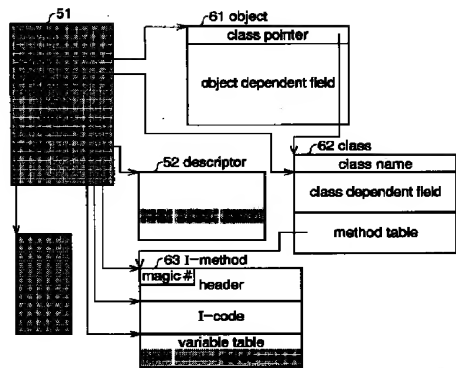 51
61 object
class pointer
object dependent field
62 class
class name
class dependent field
method table
52 descriptor
63 I-method
magic #
header
I-code
variable table